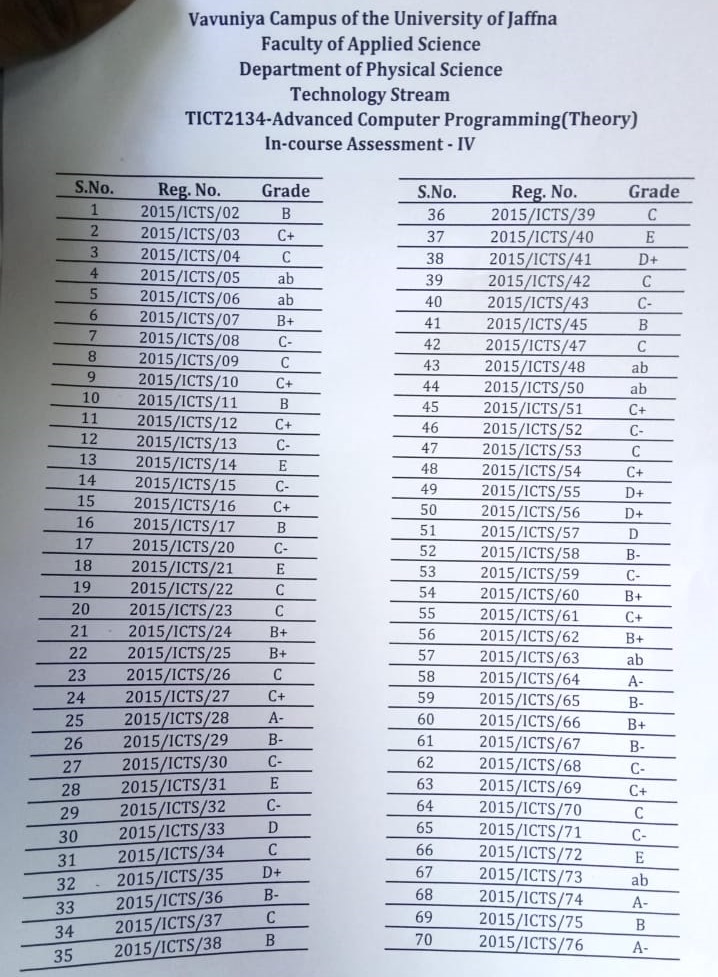 Vavuniya Campus of the University of Jaffna
Faculty of Applied Science
Department of Physical Science
Technology Stream
TICT2134-Advanced Computer Programming(Theory)
In-course Assessment - IV
S.No. Reg. No. Grade
1 2015/ICTS/02 B
2 2015/ICTS/03 C+
3 2015/ICTS/04 C
4 2015/ICTS/05 ab
5 2015/ICTS/06 ab
6 2015/ICTS/07 B+
7 2015/ICTS/08 C-
8 2015/ICTS/09 C
9 2015/ICTS/10 C+
10 2015/ICTS/11 B
11 2015/ICTS/12 C+
12 2015/ICTS/13 C-
13 2015/ICTS/14 E
14 2015/ICTS/15 C-
15 2015/ICTS/16 C+
16 2015/ICTS/17 B
17 2015/ICTS/20 C-
18 2015/ICTS/21 E
19 2015/ICTS/22 C
20 2015/ICTS/23 C
21 2015/ICTS/24 B+
22 2015/ICTS/25 B+
23 2015/ICTS/26 C
24 2015/ICTS/27 C+
25 2015/ICTS/28 A-
26 2015/ICTS/29 B-
27 2015/ICTS/30 C-
28 2015/ICTS/31 E
29 2015/ICTS/32 C-
30 2015/ICTS/33 D
31 2015/ICTS/34 C
32 2015/ICTS/35 D+
33 2015/ICTS/36 B-
34 2015/ICTS/37 C
35 2015/ICTS/38 B
S.No. Reg. No. Grade
36 2015/ICTS/39 C
37 2015/ICTS/40 E
38 2015/ICTS/41 D+
39 2015/ICTS/42 C
40 2015/ICTS/43 C-
41 2015/ICTS/45 B
42 2015/ICTS/47 C
43 2015/ICTS/48 ab
44 2015/ICTS/50 ab
45 2015/ICTS/51 C+
46 2015/ICTS/52 C-
47 2015/ICTS/53 C
48 2015/ICTS/54 C+
49 2015/ICTS/55 D+
50 2015/ICTS/56 D+
51 2015/ICTS/57 D
52 2015/ICTS/58 B-
53 2015/ICTS/59 C-
54 2015/ICTS/60 B+
55 2015/ICTS/61 C+
56 2015/ICTS/62 B+
57 2015/ICTS/63 ab
58 2015/ICTS/64 A-
59 2015/ICTS/65 B-
60 2015/ICTS/66 B+
61 2015/ICTS/67 B-
62 2015/ICTS/68 C-
63 2015/ICTS/69 C+
64 2015/ICTS/70 C
65 2015/ICTS/71 C-
66 2015/ICTS/72 E
67 2015/ICTS/73 ab
68 2015/ICTS/74 A-
69 2015/ICTS/75 B
70 2015/ICTS/76 A-